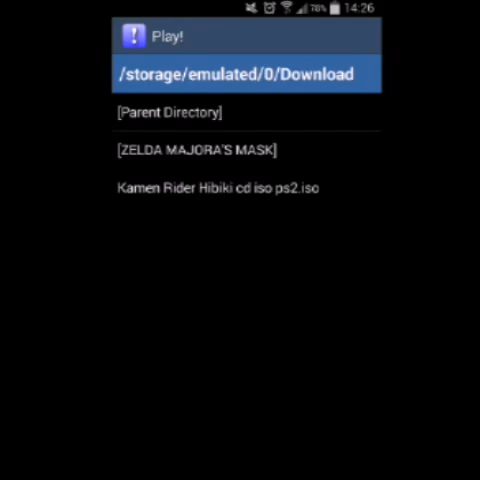 78% 14:26
Play!
/storage/emulated/0/Download
[Parent Directory]
[ZELDA MAJORA'S MASK]
Kamen Rider Hibiki cd iso ps2.iso